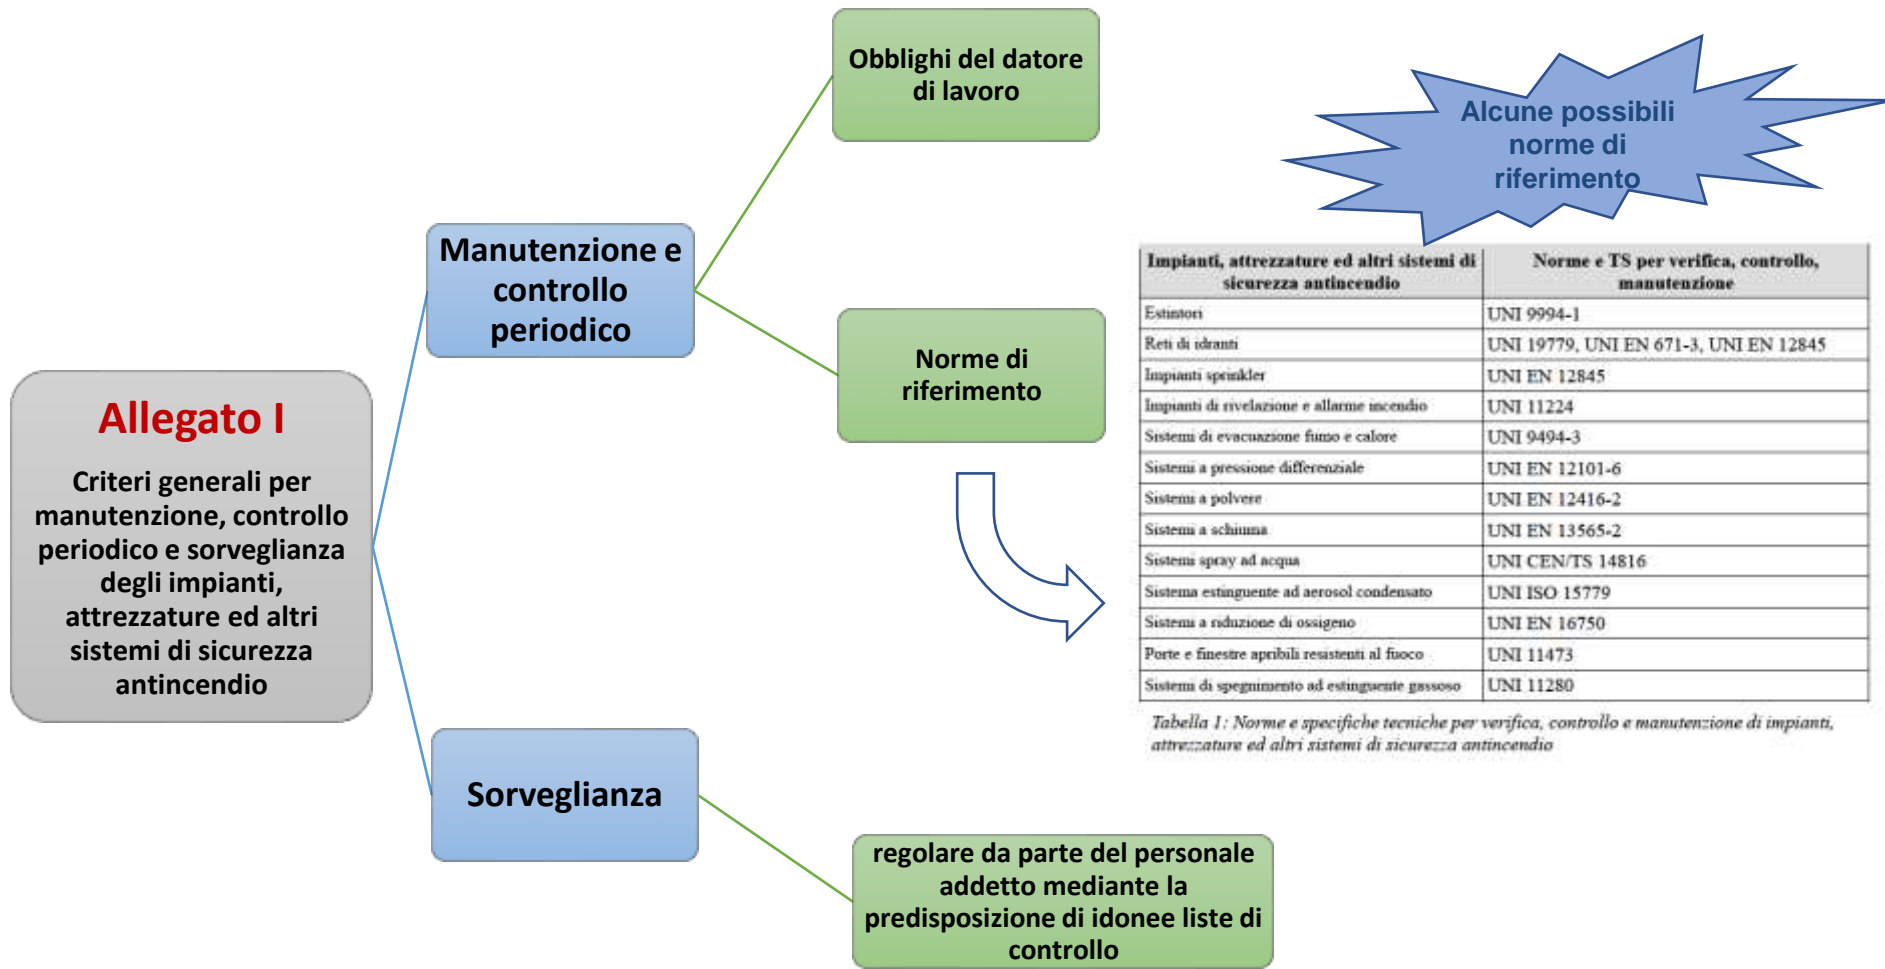 Allegato I
Criteri generali per
manutenzione, controllo
periodico e sorveglianza
degli impianti,
attrezzature ed altri
sistemi di sicurezza
antincendio
Manutenzione e
controllo
periodico
Sorveglianza
Obblighi del datore
di lavoro
Norme di
riferimento
regolare da parte del personale
addetto mediante la
predisposizione di idonee liste di
controllo
Alcune possibili
norme di
riferimento
Impianti, attrezzature ed altri sistemi di
sicurezza antincendio
Norme e TS per verifica, controllo,
manutenzione
Estintori UNI 9994-1
Reti di idranti UNI 19779, UNI EN 671-3, UNI EN 12845
Impianti sprinkler UNI EN 12845
Impianti di rivelazione e allarme incendio UNI 11224
Sistemi di evacuazione fumo e calore UNI 9494-3
Sistemi a pressione differenziale UNI EN 12101-6
Sistemi a polvere UNI EN 12416-2
Sistemi a schiuma UNI EN 13565-2
Sistemi spray ad acqua UNI CEN/TS 14816
Sistema estinguente ad aerosol condensato UNI ISO 15779
Sistemi a riduzione di ossigeno UNI EN 16750
Porte e finestre apribili resistenti al fuoco UNI 11473
Sistemi di spegnimento ad estinguente gassoso UNI 11280
Tabella 1: Norme e specifiche tecniche per verifica, controllo e manutenzione di impianti,
attrezzature ed altri sistemi di sicurezza antincendio